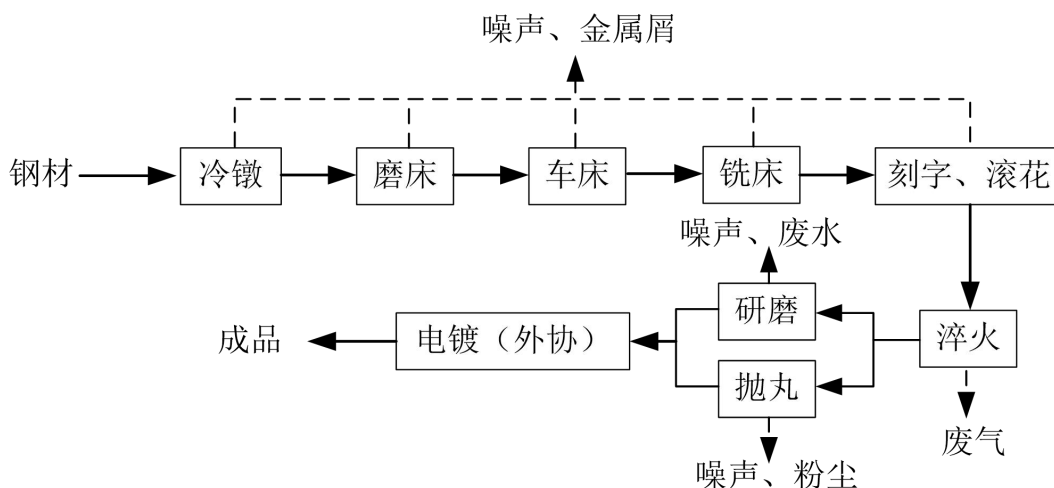 噪声、金属屑
钢材
冷镦
磨床
车床
铣床
刻字、滚花
噪声、废水
研磨
成品
电镀（外协）
淬火
抛丸
废气
噪声、粉尘